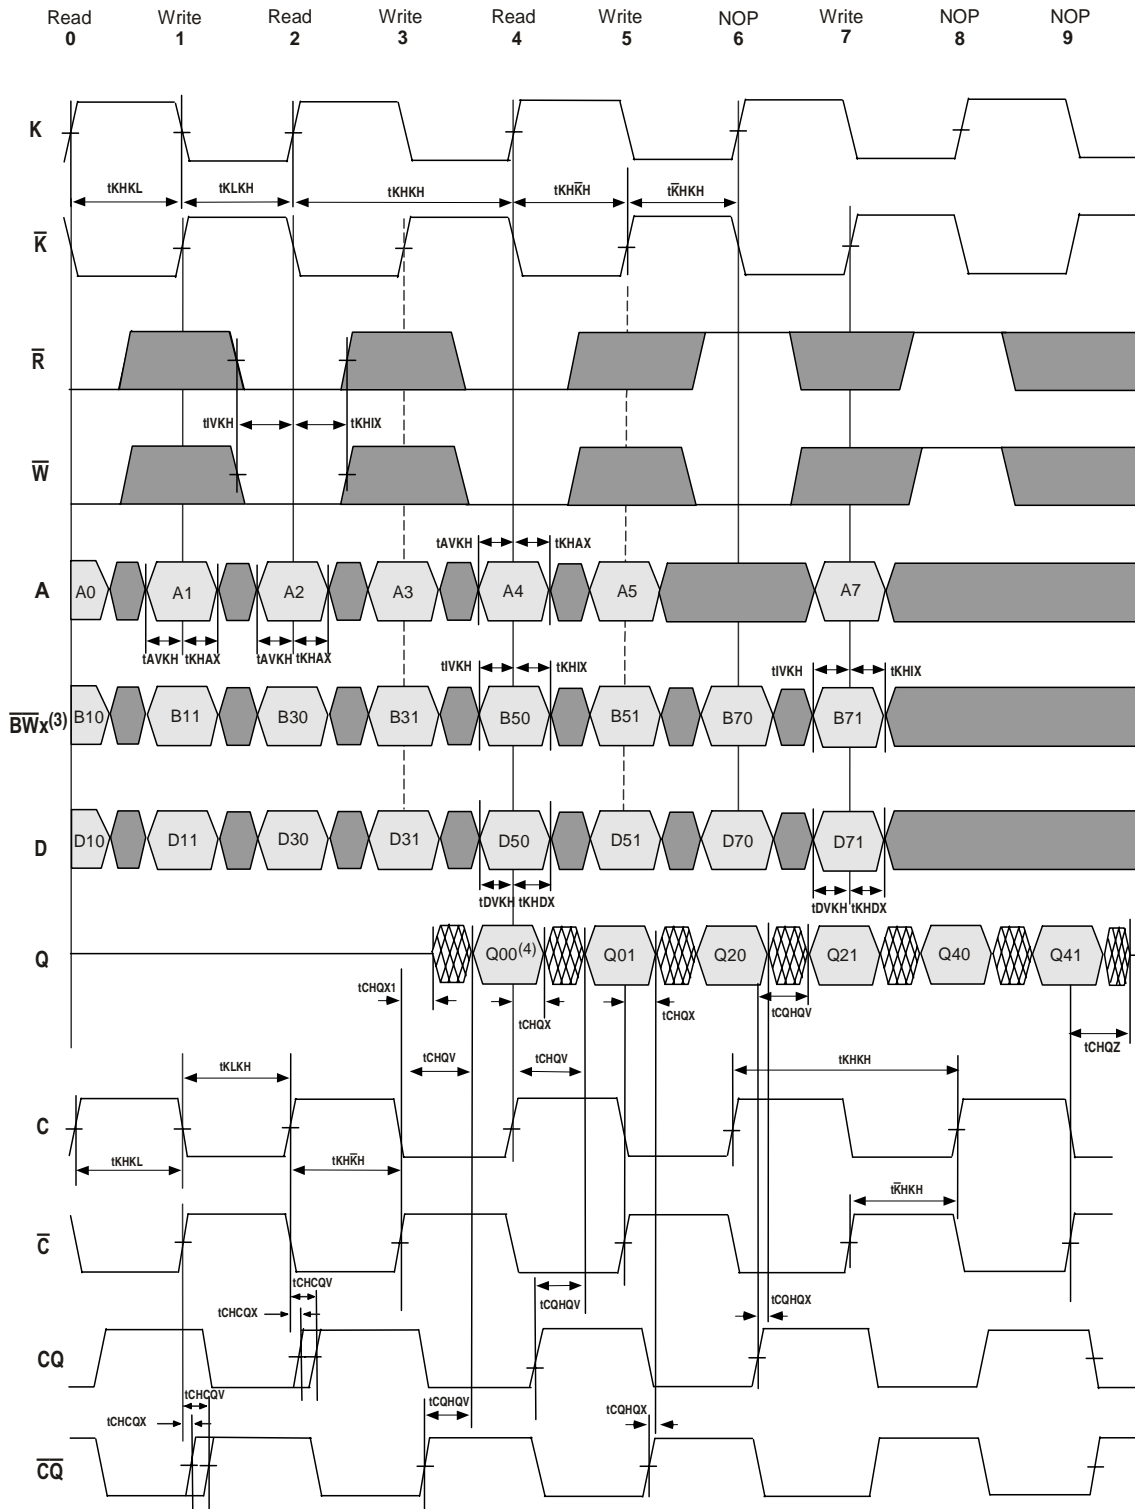 Read Write Read Write Read Write NOP Write NOP NOP
0 1 2 3 4 5 6 7 8 9
K
tKHKL tKLKH tKHKH tKHK̅H tK̅HKH
K̅
R̅
tIVKH tKHIX
W̅
tAVKH tKHAX
A A0 A1 A2 A3 A4 A5 A7
tAVKH tKHAX tAVKH tKHAX
tIVKH tKHIX tIVKH tKHIX
B̅W̅x(3) B10 B11 B30 B31 B50 B51 B70 B71
D D10 D11 D30 D31 D50 D51 D70 D71
tDVKH tKHDX tDVKH tKHDX
Q Q00(4) Q01 Q20 Q21 Q40 Q41
tCHQX1 tCHQX tCHQX tCQHQV
tCHQZ
tKLKH tCHQV tCHQV tKHKH
C
tKHKL tKHK̅H tK̅HKH
C̅
tCHCQV
tCHCQX tCQHQV tCQHQX
CQ
tCHCQV
tCHCQX tCQHQV tCQHQX
C̅Q̅